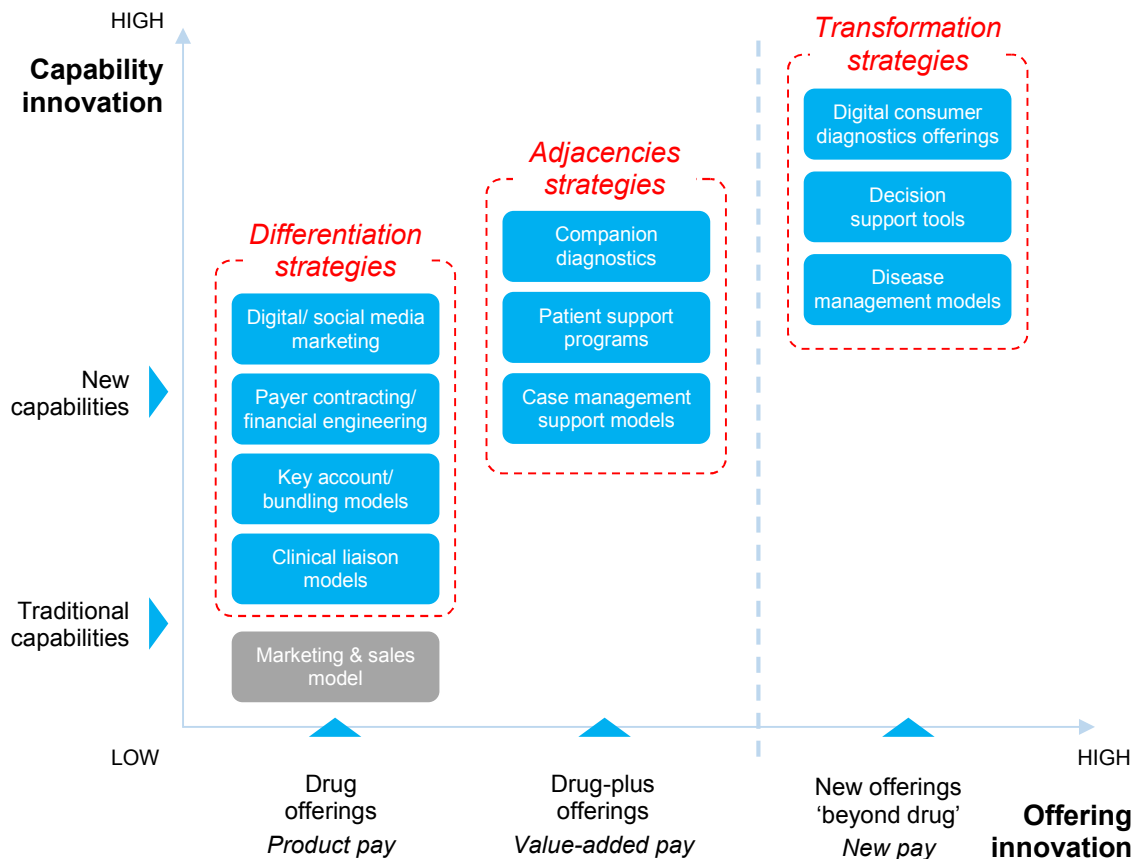 HIGH
Capability
innovation
New
capabilities
Traditional
capabilities
LOW
Differentiation
strategies
Digital/ social media
marketing
Payer contracting/
financial engineering
Key account/
bundling models
Clinical liaison
models
Marketing & sales
model
Adjacencies
strategies
Companion
diagnostics
Patient support
programs
Case management
support models
Transformation
strategies
Digital consumer
diagnostics offerings
Decision
support tools
Disease
management models
Drug
offerings
Product pay
Drug-plus
offerings
Value-added pay
New offerings
‘beyond drug’
New pay
HIGH
Offering
innovation